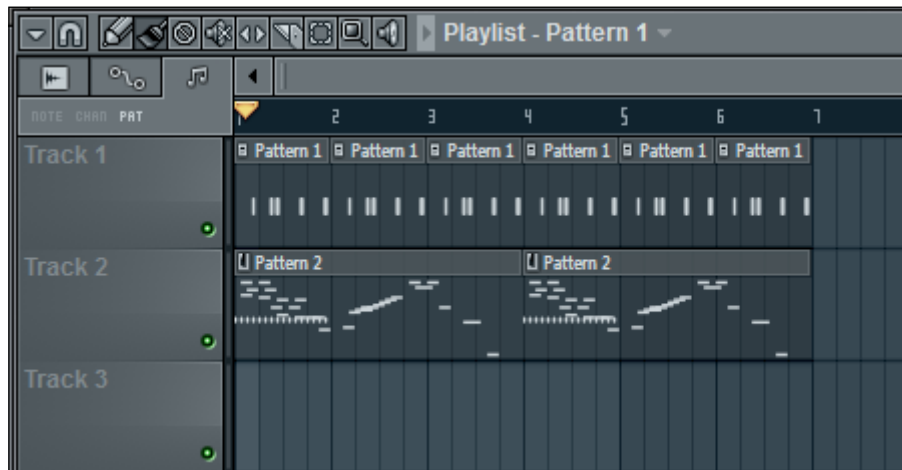 Playlist - Pattern 1
NOTE CHAN PAT
2 3 4 5 6 7
Track 1
Pattern 1 Pattern 1 Pattern 1 Pattern 1 Pattern 1 Pattern 1
Track 2
Pattern 2 Pattern 2
Track 3